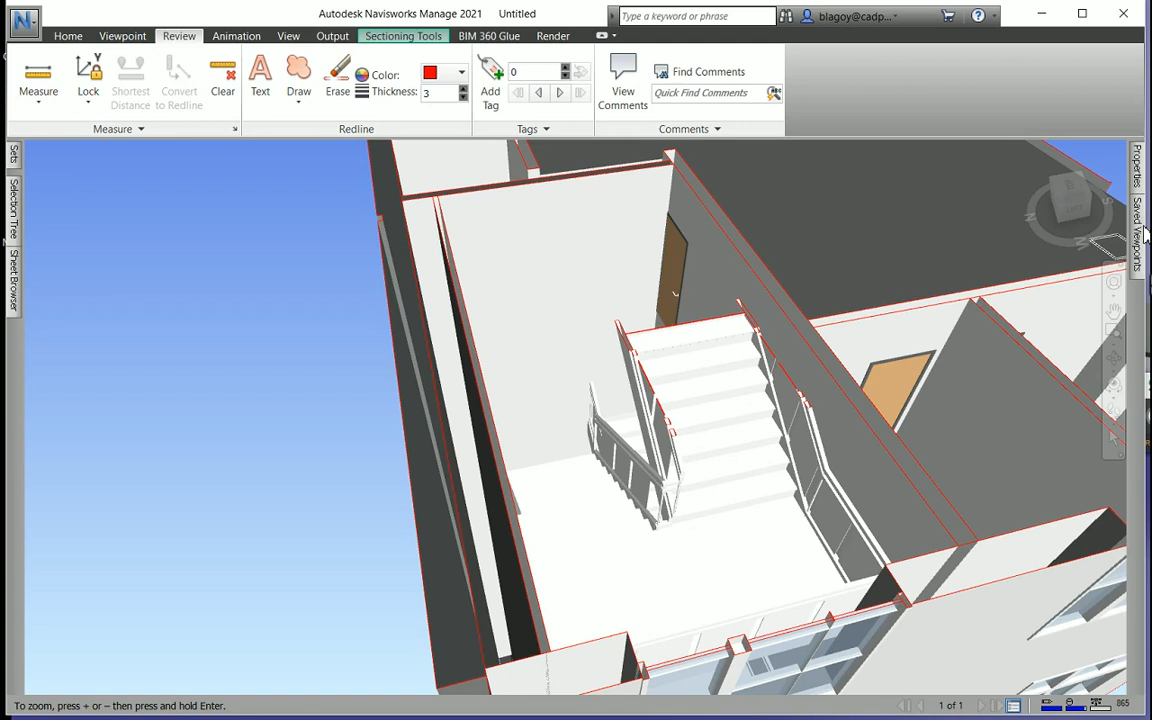 Autodesk Navisworks Manage 2021 Untitled
Type a keyword or phrase
blagoy@cadp...
Home Viewpoint Review Animation View Output Sectioning Tools BIM 360 Glue Render
Measure
Lock
Shortest Distance
Convert to Redline
Clear
Measure
Text
Draw
Erase
Color:
Thickness: 3
Redline
Add Tag
0
Tags
View Comments
Find Comments
Quick Find Comments
Comments
Sets
Selection Tree
Sheet Browser
Properties
Saved Viewpoints
To zoom, press + or – then press and hold Enter.
1 of 1
865